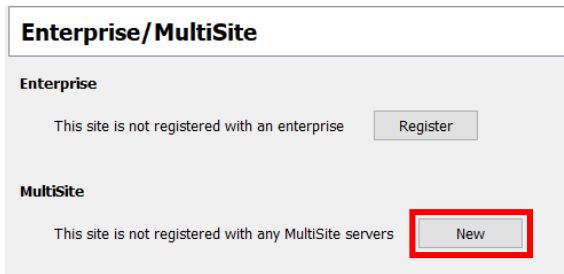 Enterprise/MultiSite
Enterprise
This site is not registered with an enterprise Register
MultiSite
This site is not registered with any MultiSite servers New